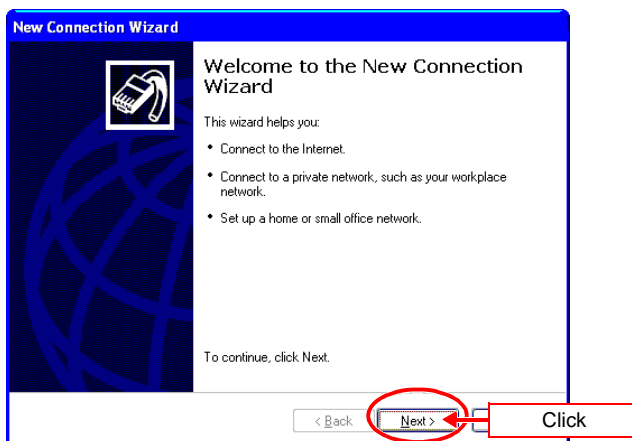 New Connection Wizard
Welcome to the New Connection
Wizard
This wizard helps you:
• Connect to the Internet.
• Connect to a private network, such as your workplace
network.
• Set up a home or small office network.
To continue, click Next.
< Back
Next >
Click